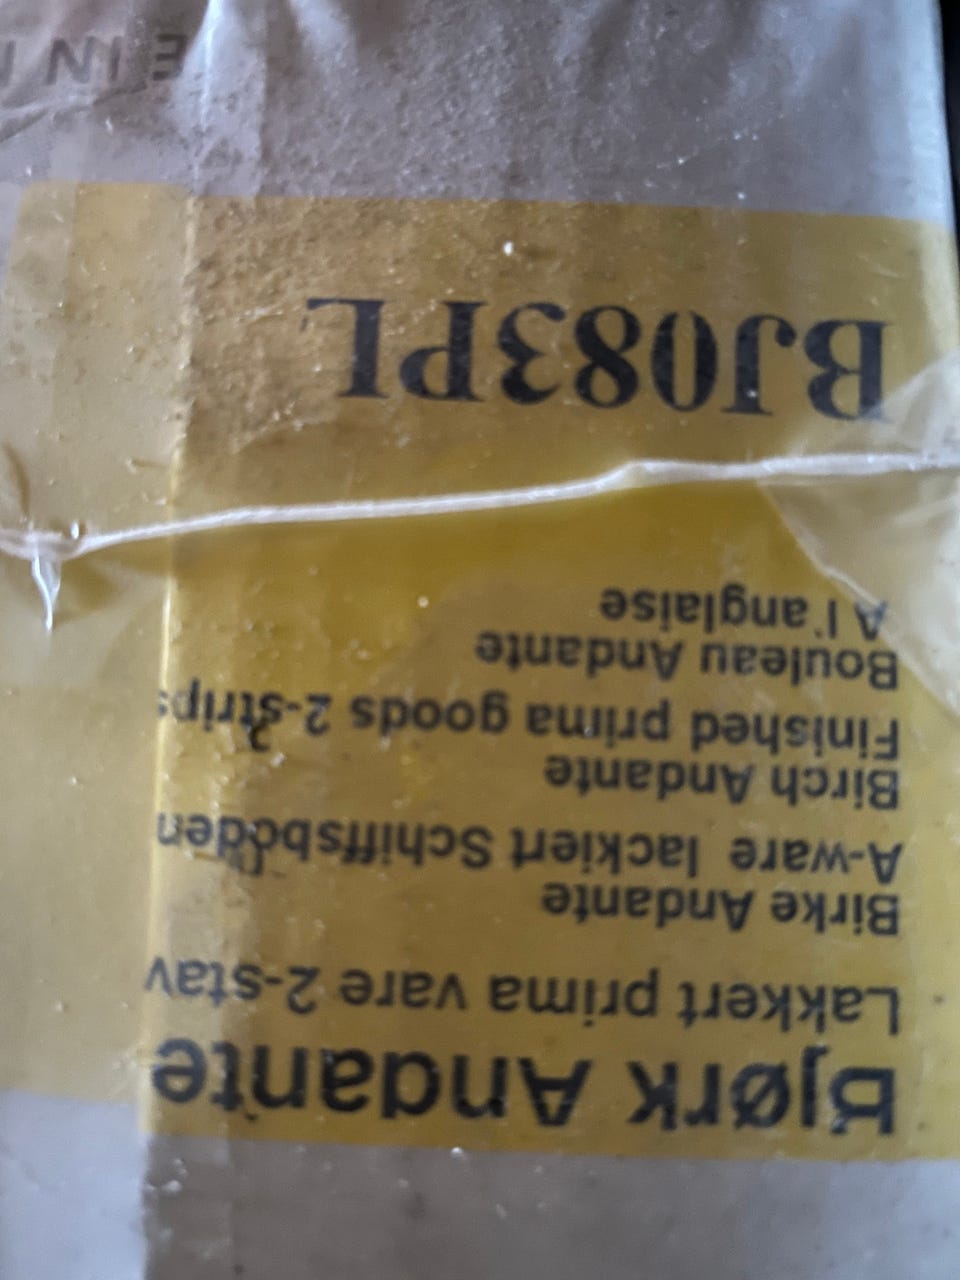 Bjørk Andante
Lakkert prima vare 2-stav
Birke Andante
A-ware lackiert Schiffsböden
Birch Andante
Finished prima goods 2-strips
Bouleau Andante
A l'anglaise
BJ083PL
E IN